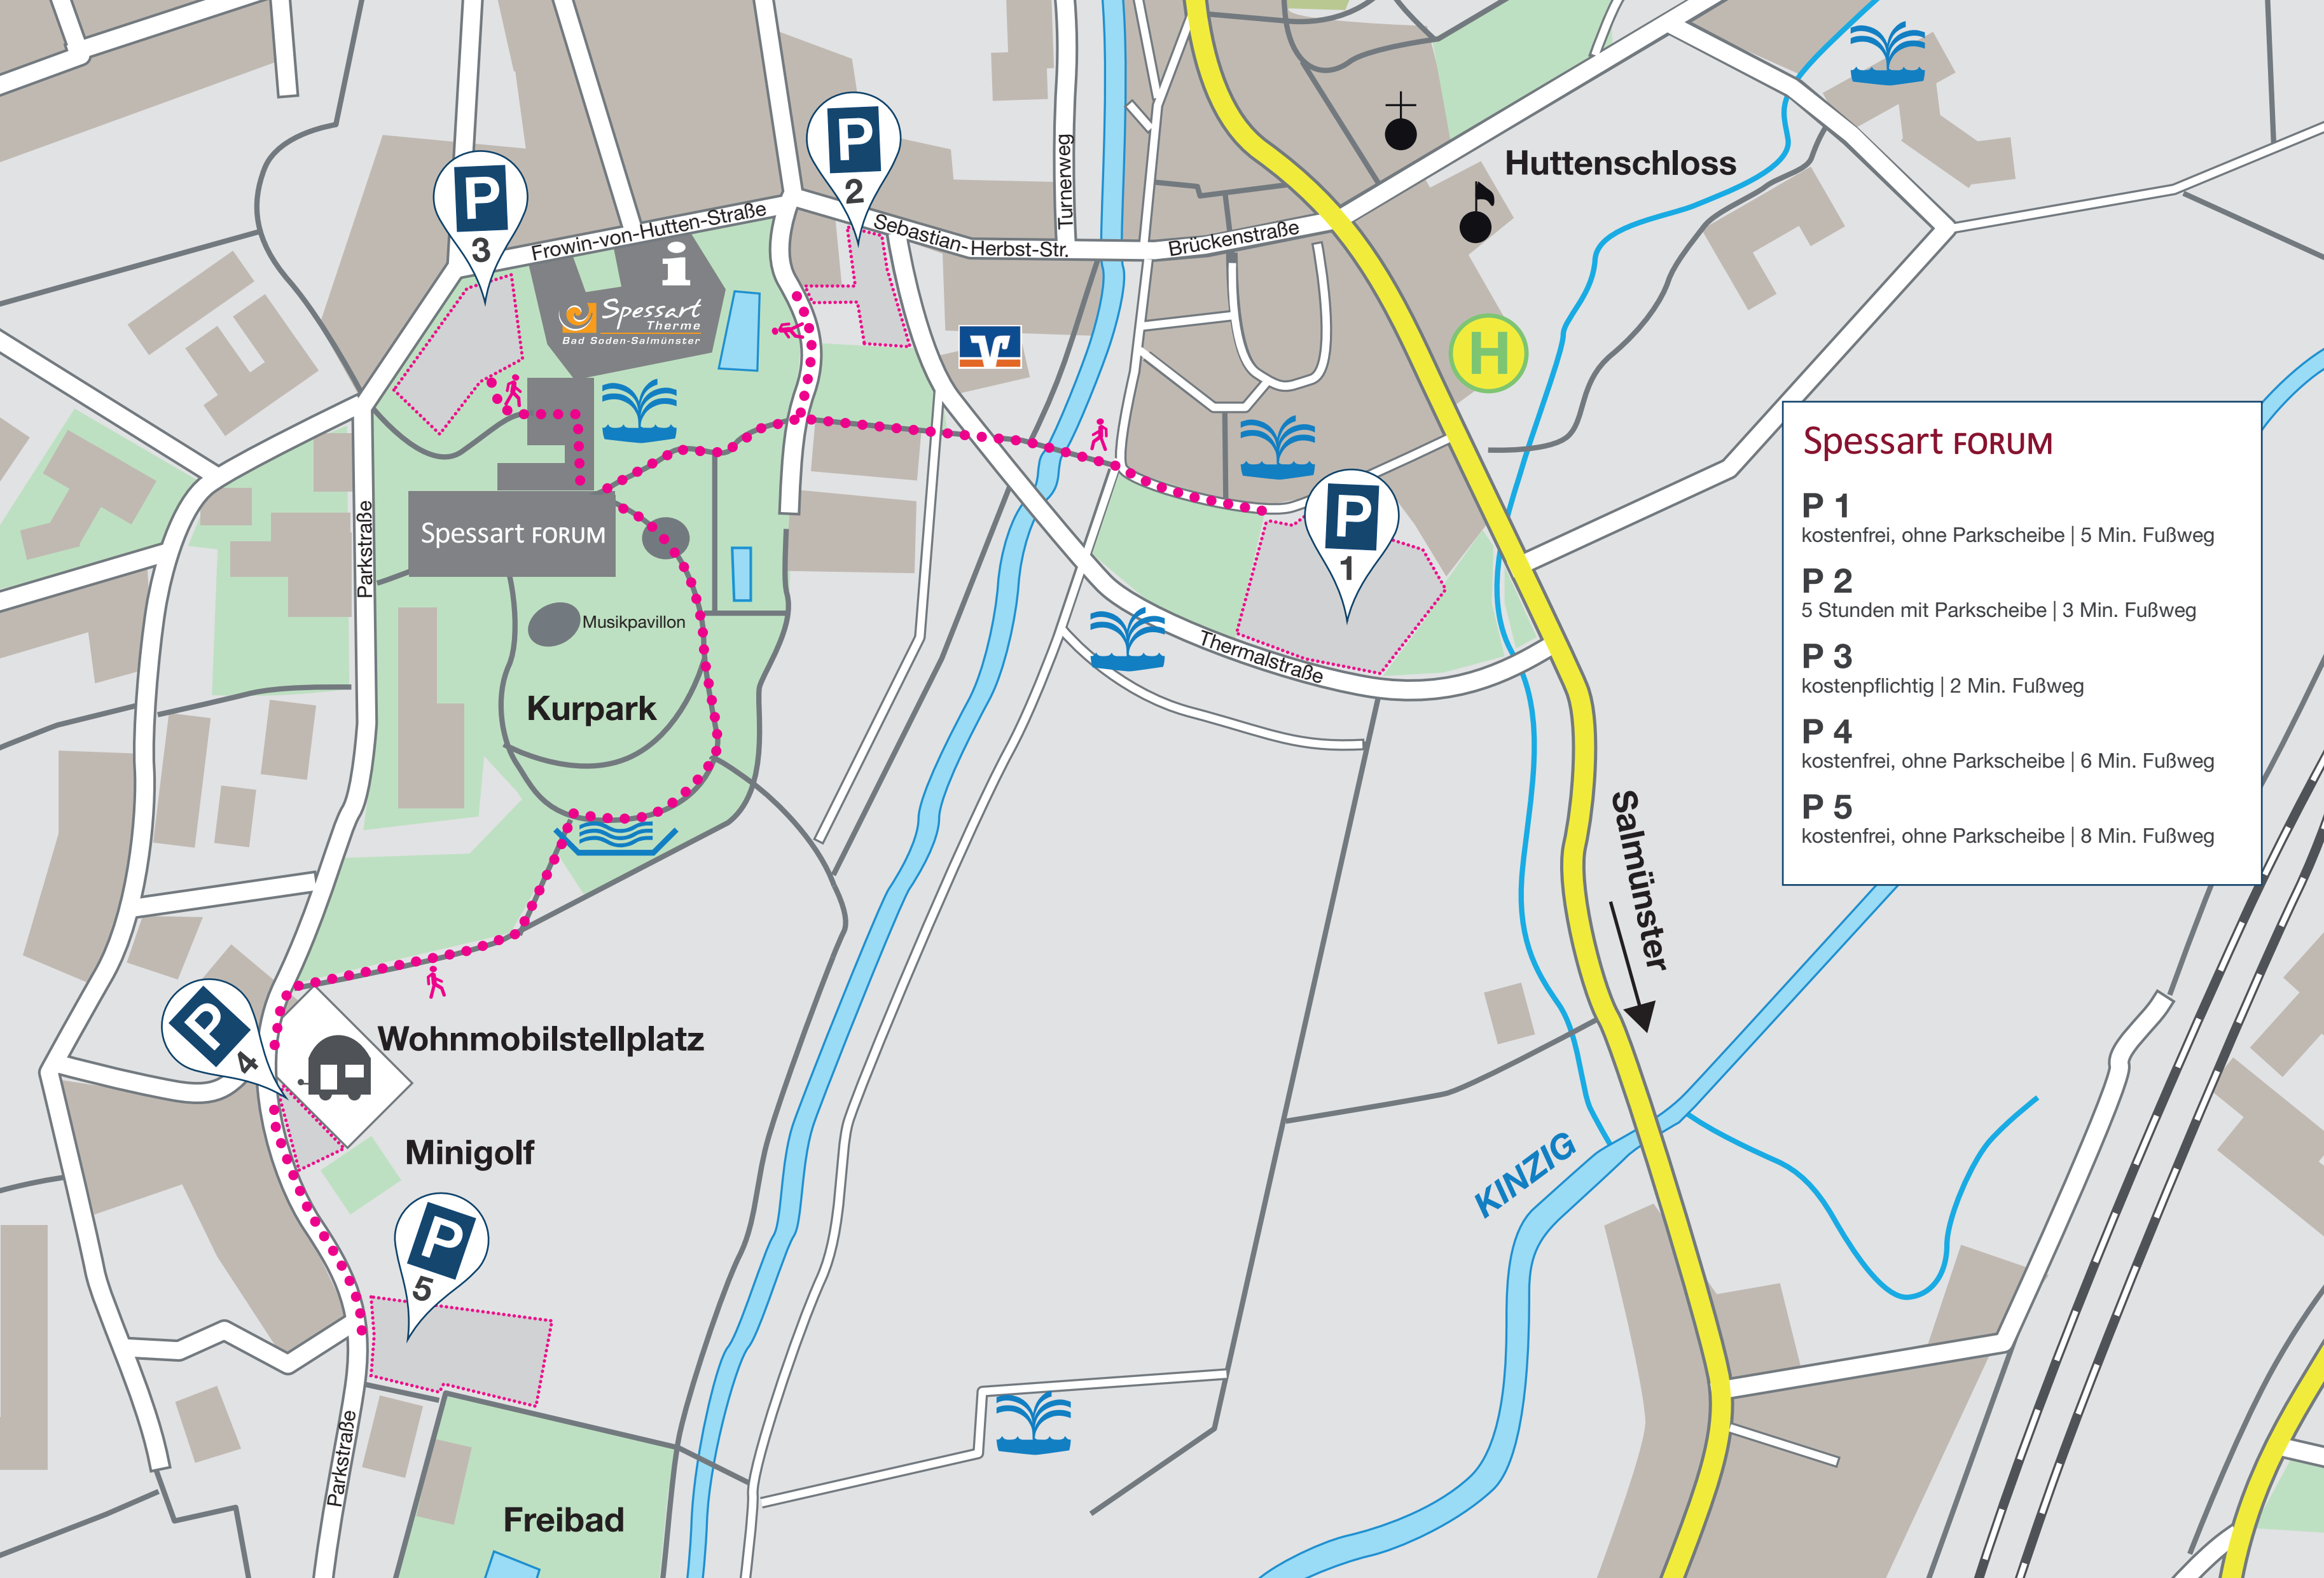 Huttenschloss
P
2
P
3
Turnerweg
Frowin-von-Hutten-Straße
Sebastian-Herbst-Str.
Brückenstraße
i
Spessart
Therme
Bad Soden-Salmünster
H
Spessart FORUM
P 1
kostenfrei, ohne Parkscheibe | 5 Min. Fußweg
P 2
5 Stunden mit Parkscheibe | 3 Min. Fußweg
P 3
kostenpflichtig | 2 Min. Fußweg
P 4
kostenfrei, ohne Parkscheibe | 6 Min. Fußweg
P 5
kostenfrei, ohne Parkscheibe | 8 Min. Fußweg
Parkstraße
Spessart FORUM
P
1
Musikpavillon
Thermalstraße
Kurpark
Salmünster
P
4
Wohnmobilstellplatz
Minigolf
KINZIG
P
5
Parkstraße
Freibad